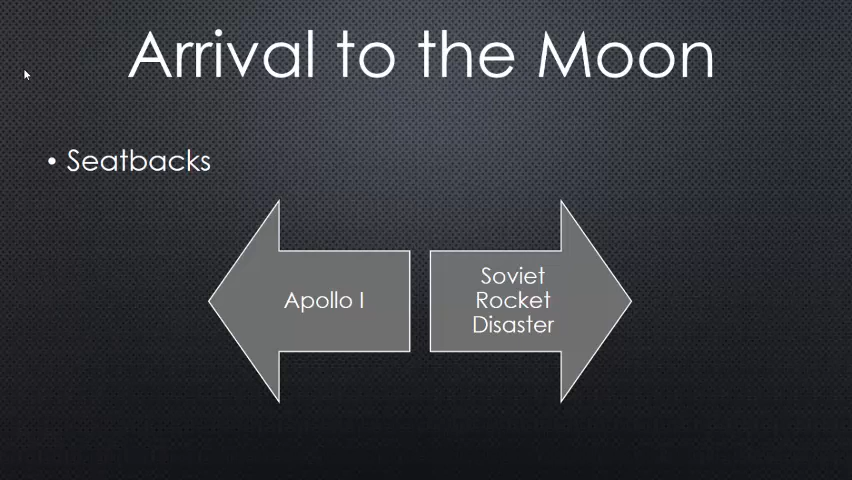 Arrival to the Moon
• Seatbacks
Apollo I
Soviet
Rocket
Disaster